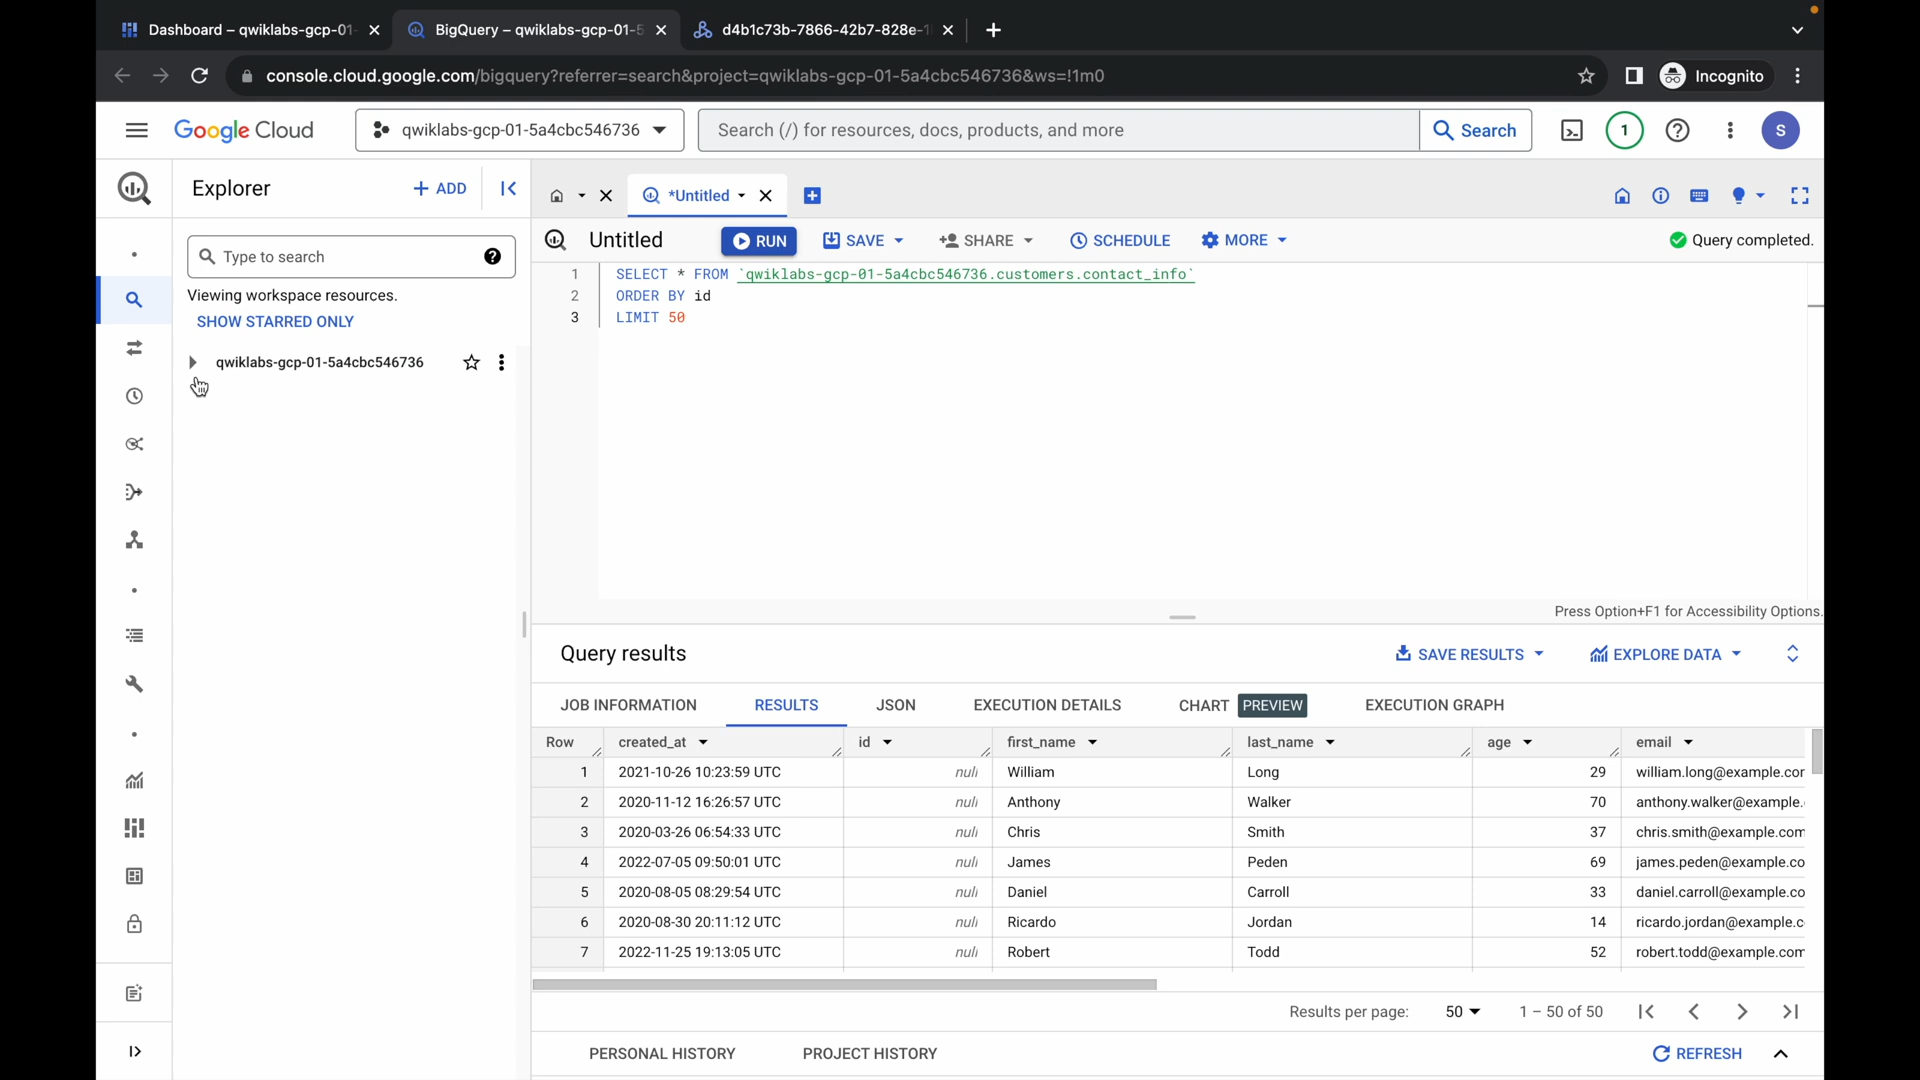 Dashboard – qwiklabs-gcp-01-
BigQuery – qwiklabs-gcp-01-5
d4b1c73b-7866-42b7-828e-1
console.cloud.google.com/bigquery?referrer=search&project=qwiklabs-gcp-01-5a4cbc546736&ws=!1m0
Incognito
Google Cloud
qwiklabs-gcp-01-5a4cbc546736
Search (/) for resources, docs, products, and more
Search
1
S
Explorer
+ ADD
*Untitled
Untitled
RUN
SAVE
SHARE
SCHEDULE
MORE
Query completed.
Type to search
Viewing workspace resources.
SHOW STARRED ONLY
qwiklabs-gcp-01-5a4cbc546736
1 SELECT * FROM `qwiklabs-gcp-01-5a4cbc546736.customers.contact_info`
2 ORDER BY id
3 LIMIT 50
Press Option+F1 for Accessibility Options.
Query results
SAVE RESULTS
EXPLORE DATA
JOB INFORMATION
RESULTS
JSON
EXECUTION DETAILS
CHART PREVIEW
EXECUTION GRAPH
Row created_at id first_name last_name age email
1 2021-10-26 10:23:59 UTC null William Long 29 william.long@example.cor
2 2020-11-12 16:26:57 UTC null Anthony Walker 70 anthony.walker@example.
3 2020-03-26 06:54:33 UTC null Chris Smith 37 chris.smith@example.com
4 2022-07-05 09:50:01 UTC null James Peden 69 james.peden@example.co
5 2020-08-05 08:29:54 UTC null Daniel Carroll 33 daniel.carroll@example.co
6 2020-08-30 20:11:12 UTC null Ricardo Jordan 14 ricardo.jordan@example.c
7 2022-11-25 19:13:05 UTC null Robert Todd 52 robert.todd@example.com
Results per page: 50 1 – 50 of 50
PERSONAL HISTORY
PROJECT HISTORY
REFRESH